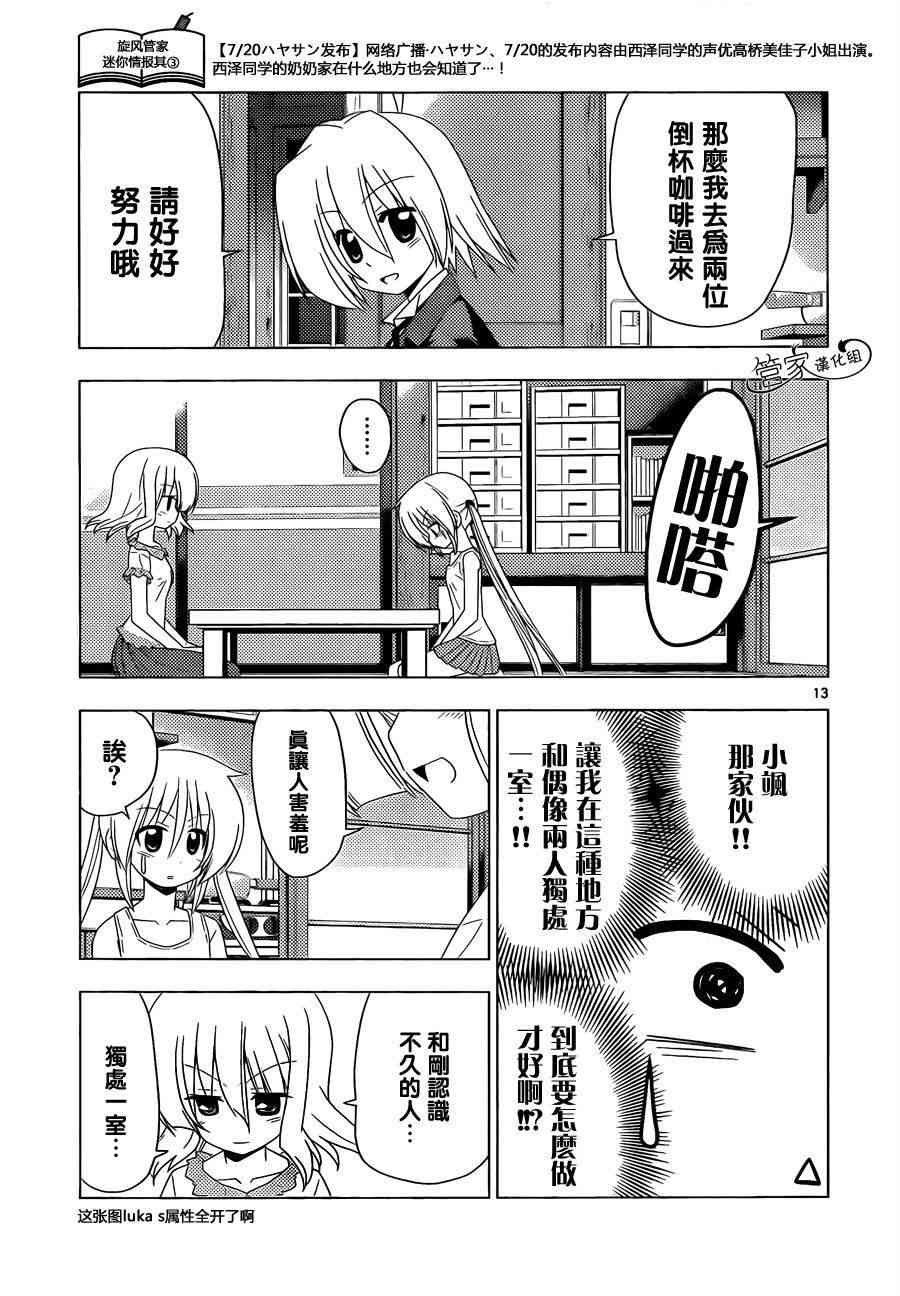 旋风管家
迷你情报其③
【7/20ハヤサン发布】网络广播·ハヤサン、7/20的发布内容由西泽同学的声优高桥美佳子小姐出演。
西泽同学的奶奶家在什么地方也会知道了…！
那麼我去爲兩位
倒杯咖啡過來
請好好
努力哦
管家漢化組
啪嗒
……
13
小颯
那家伙!!
讓我在這種地方
和偶像兩人獨處
一室…!!
到底要怎麼做
才好啊!!?
眞讓人害羞呢
誒?
和剛認識
不久的人…
獨處一室…
这张图luka s属性全开了啊